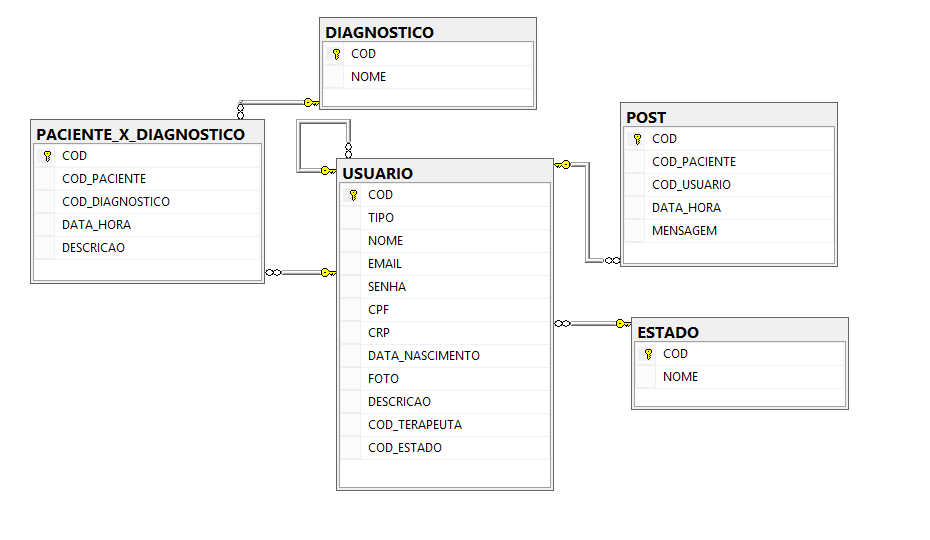 DIAGNOSTICO
COD
NOME
PACIENTE_X_DIAGNOSTICO
COD
COD_PACIENTE
COD_DIAGNOSTICO
DATA_HORA
DESCRICAO
USUARIO
COD
TIPO
NOME
EMAIL
SENHA
CPF
CRP
DATA_NASCIMENTO
FOTO
DESCRICAO
COD_TERAPEUTA
COD_ESTADO
POST
COD
COD_PACIENTE
COD_USUARIO
DATA_HORA
MENSAGEM
ESTADO
COD
NOME